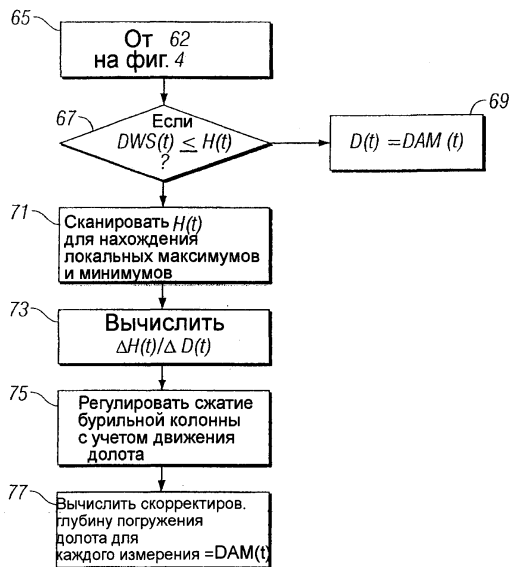 65
От 62
на фиг. 4
67
Если
DWS(t) ≤ H(t)
?
69
D(t) =DAM (t)
71
Сканировать H(t)
для нахождения
локальных максимумов
и минимумов
73
Вычислить
ΔH(t)/Δ D(t)
75
Регулировать сжатие
бурильной колонны
с учетом движения
долота
77
Вычислить скорректиров.
глубину погружения
долота для
каждого измерения =DAM(t)